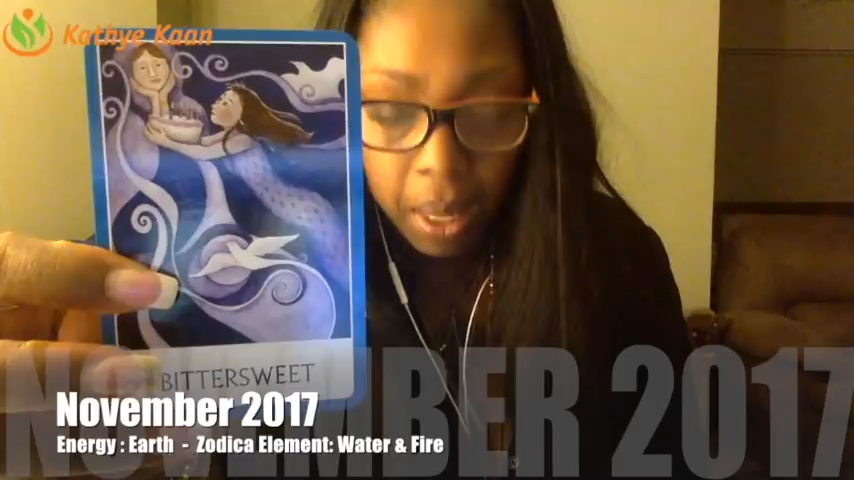 Kathye Kaan
BITTERSWEET
NOVEMBER 2017
November 2017
Energy : Earth - Zodica Element: Water & Fire